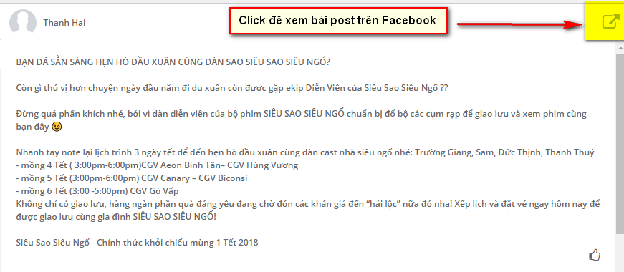 Thanh Hai
Click để xem bài post trên Facebook
BẠN ĐÃ SẴN SÀNG HẸN HÒ ĐẦU XUÂN CÙNG DÀN SAO SIÊU SAO SIÊU NGỐ?
Còn gì thú vị hơn chuyện ngày đầu năm đi du xuân còn được gặp ekip Diễn Viên của Siêu Sao Siêu Ngố ??
Đừng quá phấn khích nhé, bởi vì dàn diễn viên của bộ phim SIÊU SAO SIÊU NGỐ chuẩn bị đổ bộ các cụm rạp để giao lưu và xem phim cùng
bạn đây 😉
Nhanh tay note lại lịch trình 3 ngày tết để đến hẹn hò đầu xuân cùng dàn cast nhà siêu ngố nhé: Trường Giang, Sam, Đức Thịnh, Thanh Thuý
- mồng 4 Tết ( 3:00pm-6:00pm)CGV Aeon Bình Tân– CGV Hùng Vương
- mồng 5 Tết (3:00pm-6:00pm) CGV Canary – CGV Biconsi
- mồng 6 Tết (3:00 -5:00pm) CGV Gò Vấp
Không chỉ có giao lưu, hàng ngàn phần quà đáng yêu đang chờ đón các khán giả đến “hái lộc” nữa đó nha! Xếp lịch và đặt vé ngay hôm nay để
được giao lưu cùng gia đình SIÊU SAO SIÊU NGỐ!
Siêu Sao Siêu Ngố - Chính thức khởi chiếu mùng 1 Tết 2018